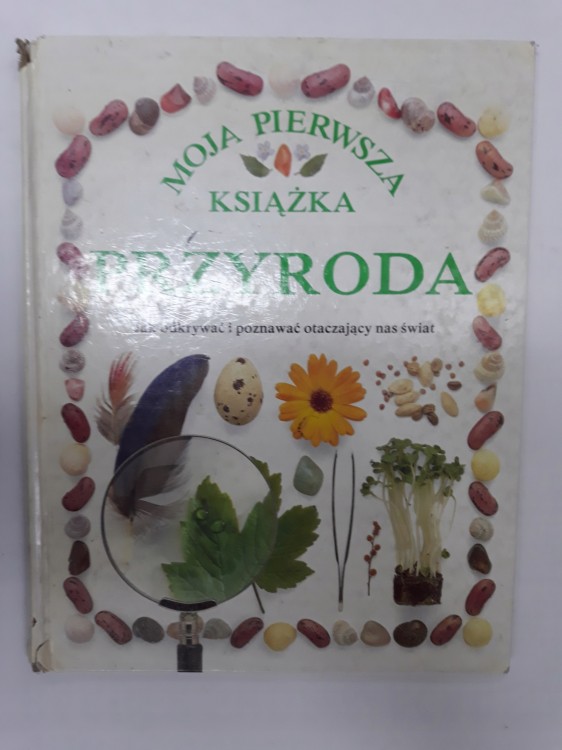 MOJA PIERWSZA
KSIĄŻKA
PRZYRODA
Jak odkrywać i poznawać otaczający nas świat